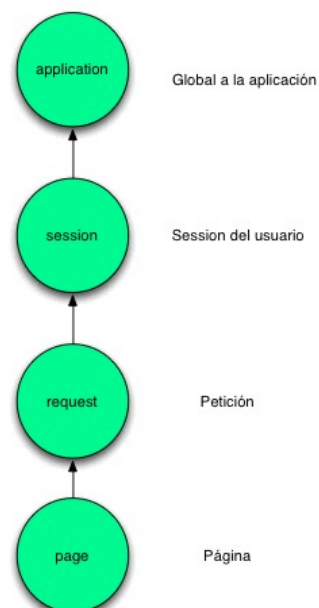 application
Global a la aplicación
session
Session del usuario
request
Petición
page
Página